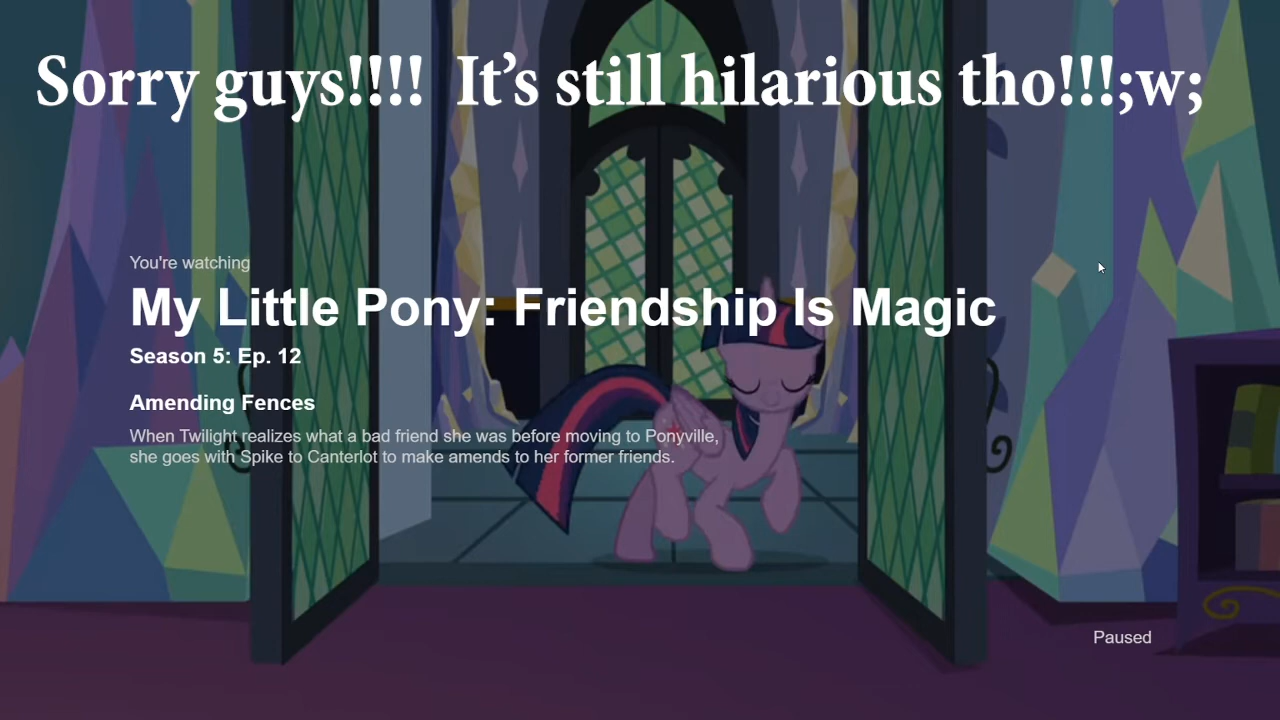 Sorry guys!!!!  It’s still hilarious tho!!!;w;
You're watching
My Little Pony: Friendship Is Magic
Season 5: Ep. 12
Amending Fences
When Twilight realizes what a bad friend she was before moving to Ponyville,
she goes with Spike to Canterlot to make amends to her former friends.
Paused